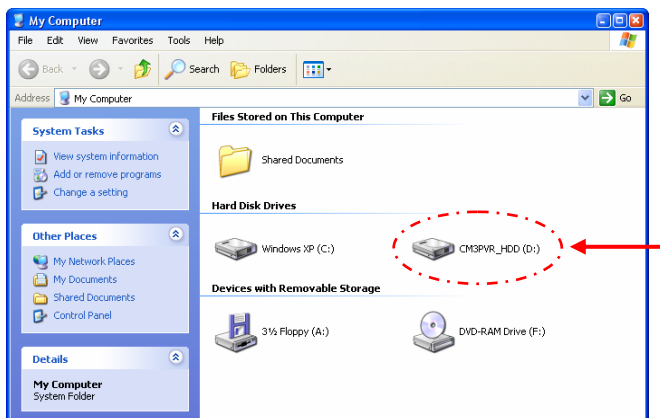 My Computer
File Edit View Favorites Tools Help
Back Search Folders
Address My Computer Go
System Tasks
View system information
Add or remove programs
Change a setting
Other Places
My Network Places
My Documents
Shared Documents
Control Panel
Details
My Computer
System Folder
Files Stored on This Computer
Shared Documents
Hard Disk Drives
Windows XP (C:) CM3PVR_HDD (D:)
Devices with Removable Storage
3½ Floppy (A:) DVD-RAM Drive (F:)